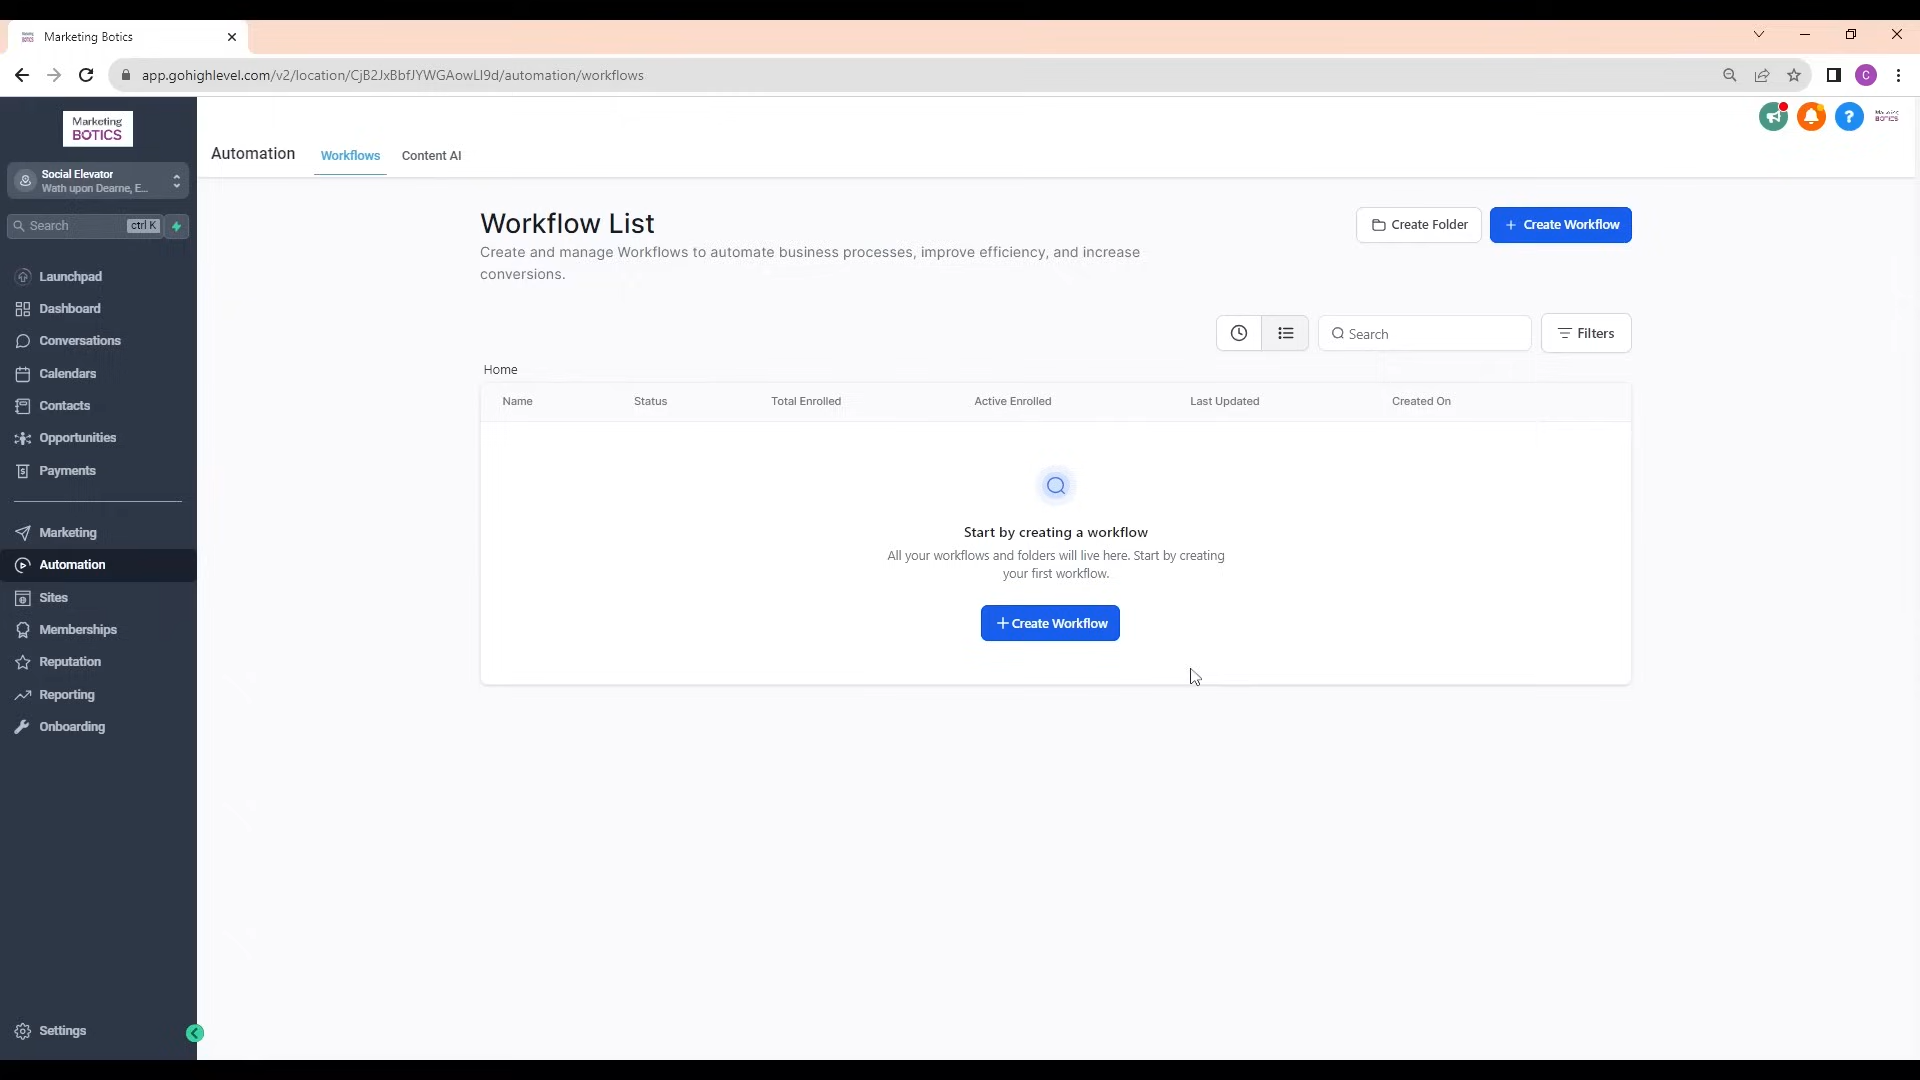 Marketing Botics
app.gohighlevel.com/v2/location/CjB2JxBbfJYWGAowLI9d/automation/workflows
C
Marketing
BOTICS
Social Elevator
Wath upon Dearne, E...
Search
ctrl K
Launchpad
Dashboard
Conversations
Calendars
Contacts
Opportunities
Payments
Marketing
Automation
Sites
Memberships
Reputation
Reporting
Onboarding
Settings
Automation
Workflows
Content AI
?
Workflow List
Create and manage Workflows to automate business processes, improve efficiency, and increase
conversions.
Create Folder
+ Create Workflow
Search
Filters
Home
Name
Status
Total Enrolled
Active Enrolled
Last Updated
Created On
Start by creating a workflow
All your workflows and folders will live here. Start by creating
your first workflow.
+ Create Workflow